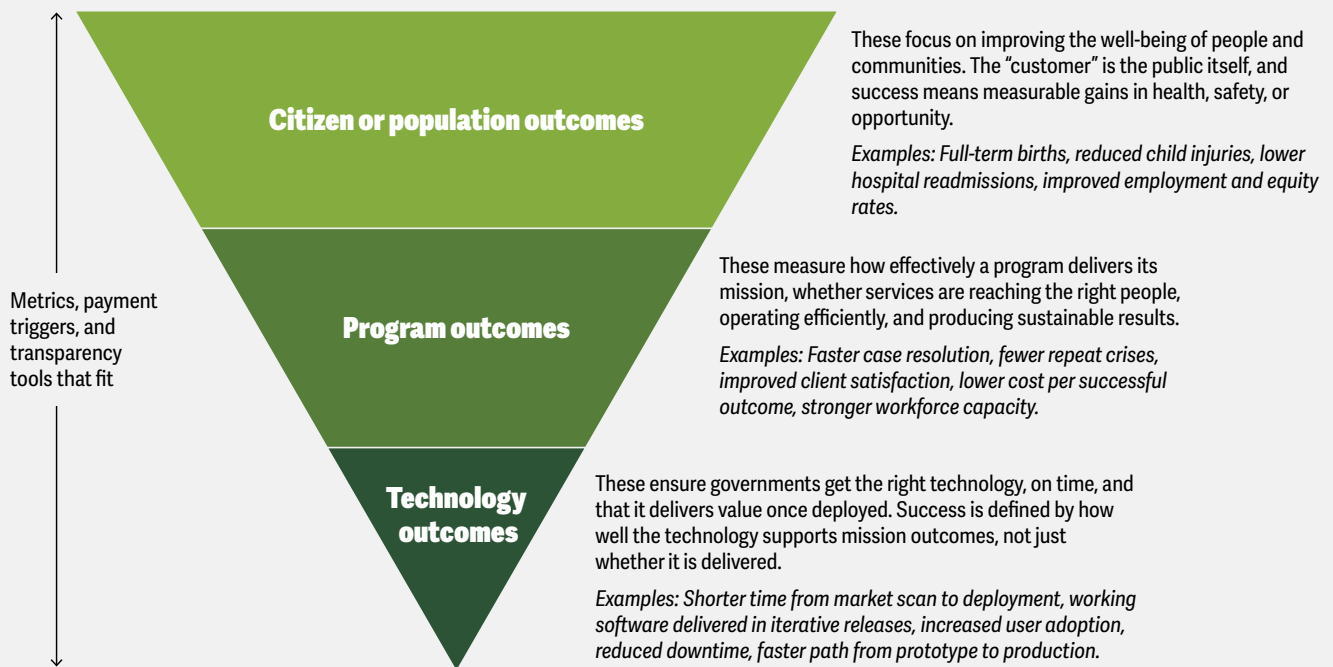 These focus on improving the well-being of people and
communities. The “customer” is the public itself, and
success means measurable gains in health, safety, or
opportunity.
Examples: Full-term births, reduced child injuries, lower
hospital readmissions, improved employment and equity
rates.
Citizen or population outcomes
These measure how effectively a program delivers its
mission, whether services are reaching the right people,
operating efficiently, and producing sustainable results.
Examples: Faster case resolution, fewer repeat crises,
improved client satisfaction, lower cost per successful
outcome, stronger workforce capacity.
Metrics, payment
triggers, and
transparency
tools that fit
Program outcomes
Technology
outcomes
These ensure governments get the right technology, on time, and
that it delivers value once deployed. Success is defined by how
well the technology supports mission outcomes, not just
whether it is delivered.
Examples: Shorter time from market scan to deployment, working
software delivered in iterative releases, increased user adoption,
reduced downtime, faster path from prototype to production.